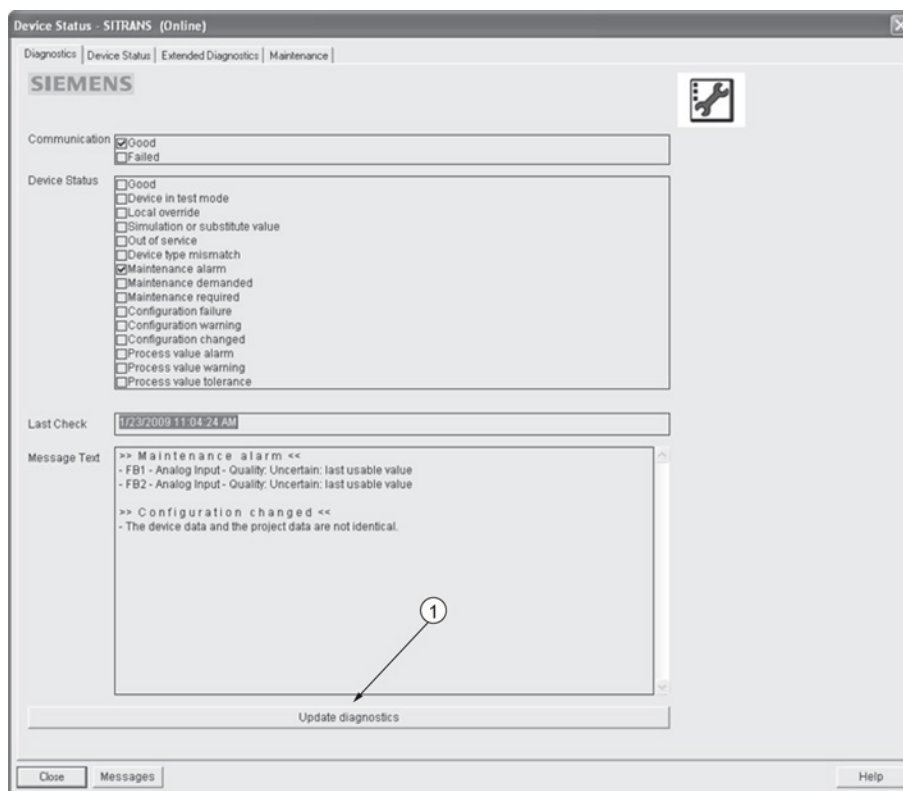 Device Status - SITRANS (Online)
Diagnostics Device Status Extended Diagnostics Maintenance
SIEMENS
Communication
Good
Failed
Device Status
Good
Device in test mode
Local override
Simulation or substitute value
Out of service
Device type mismatch
Maintenance alarm
Maintenance demanded
Maintenance required
Configuration failure
Configuration warning
Configuration changed
Process value alarm
Process value warning
Process value tolerance
Last Check
1/23/2009 11:04:24 AM
Message Text
>> Maintenance alarm <<
- FB1 - Analog Input - Quality: Uncertain: last usable value
- FB2 - Analog Input - Quality: Uncertain: last usable value
>> Configuration changed <<
- The device data and the project data are not identical.
1
Update diagnostics
Close Messages Help